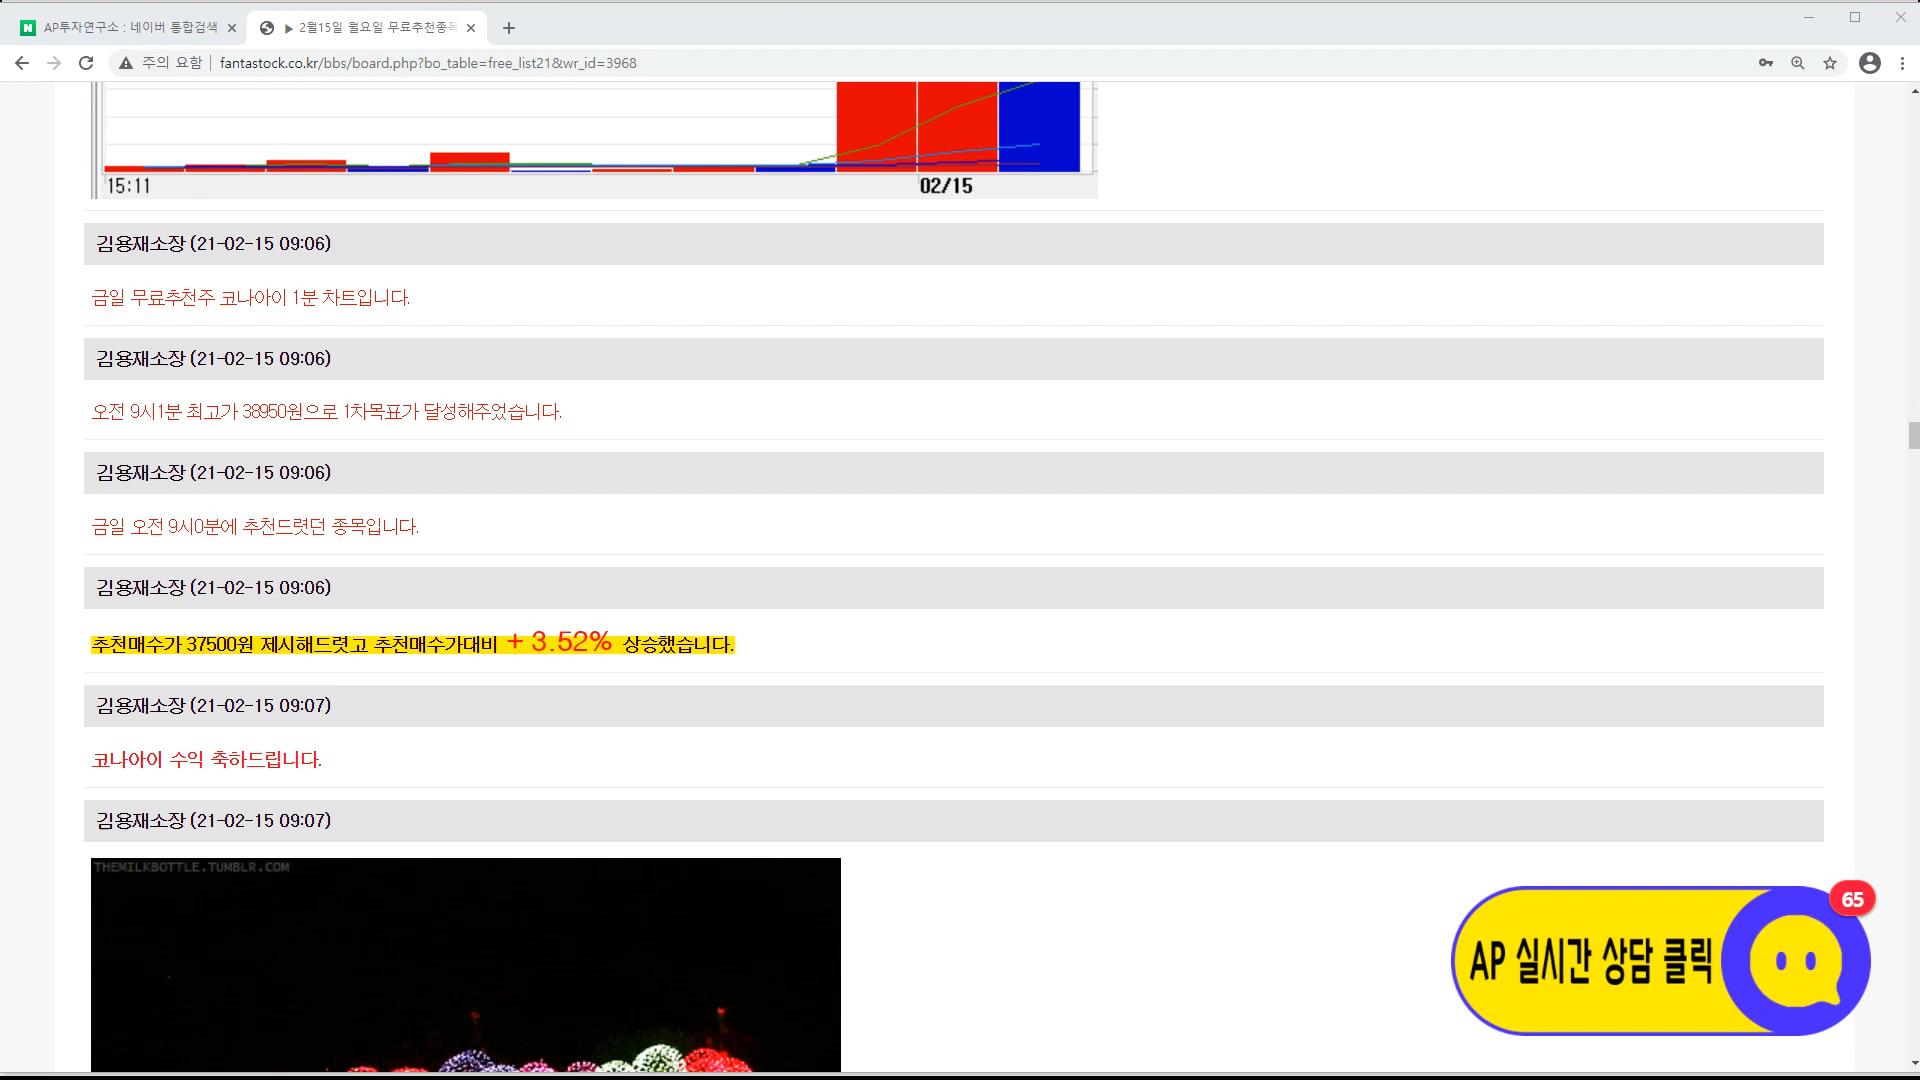 AP투자연구소 : 네이버 통합검색
▶ 2월15일 월요일 무료추천종목
주의 요함 | fantastock.co.kr/bbs/board.php?bo_table=free_list21&wr_id=3968
15:11
02/15
김용재소장 (21-02-15 09:06)
금일 무료추천주 코나아이 1분 차트입니다.
김용재소장 (21-02-15 09:06)
오전 9시1분 최고가 38950원으로 1차목표가 달성해주었습니다.
김용재소장 (21-02-15 09:06)
금일 오전 9시0분에 추천드렷던 종목입니다.
김용재소장 (21-02-15 09:06)
추천매수가 37500원 제시해드렷고 추천매수가대비 + 3.52% 상승했습니다.
김용재소장 (21-02-15 09:07)
코나아이 수익 축하드립니다.
김용재소장 (21-02-15 09:07)
THEMILKBOTTLE.TUMBLR.COM
65
AP 실시간 상담 클릭